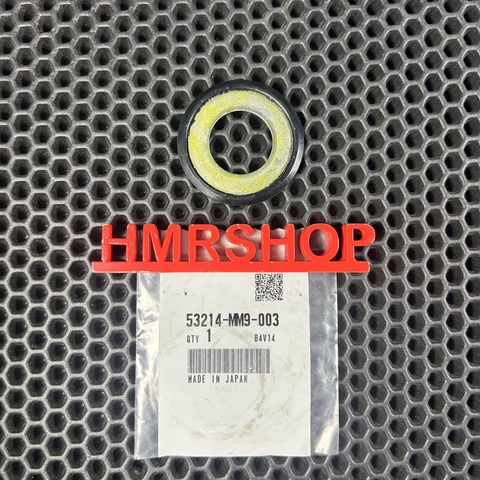 HMRSHOP
53214-MM9-003
QTY 1 B4V14
MADE IN JAPAN